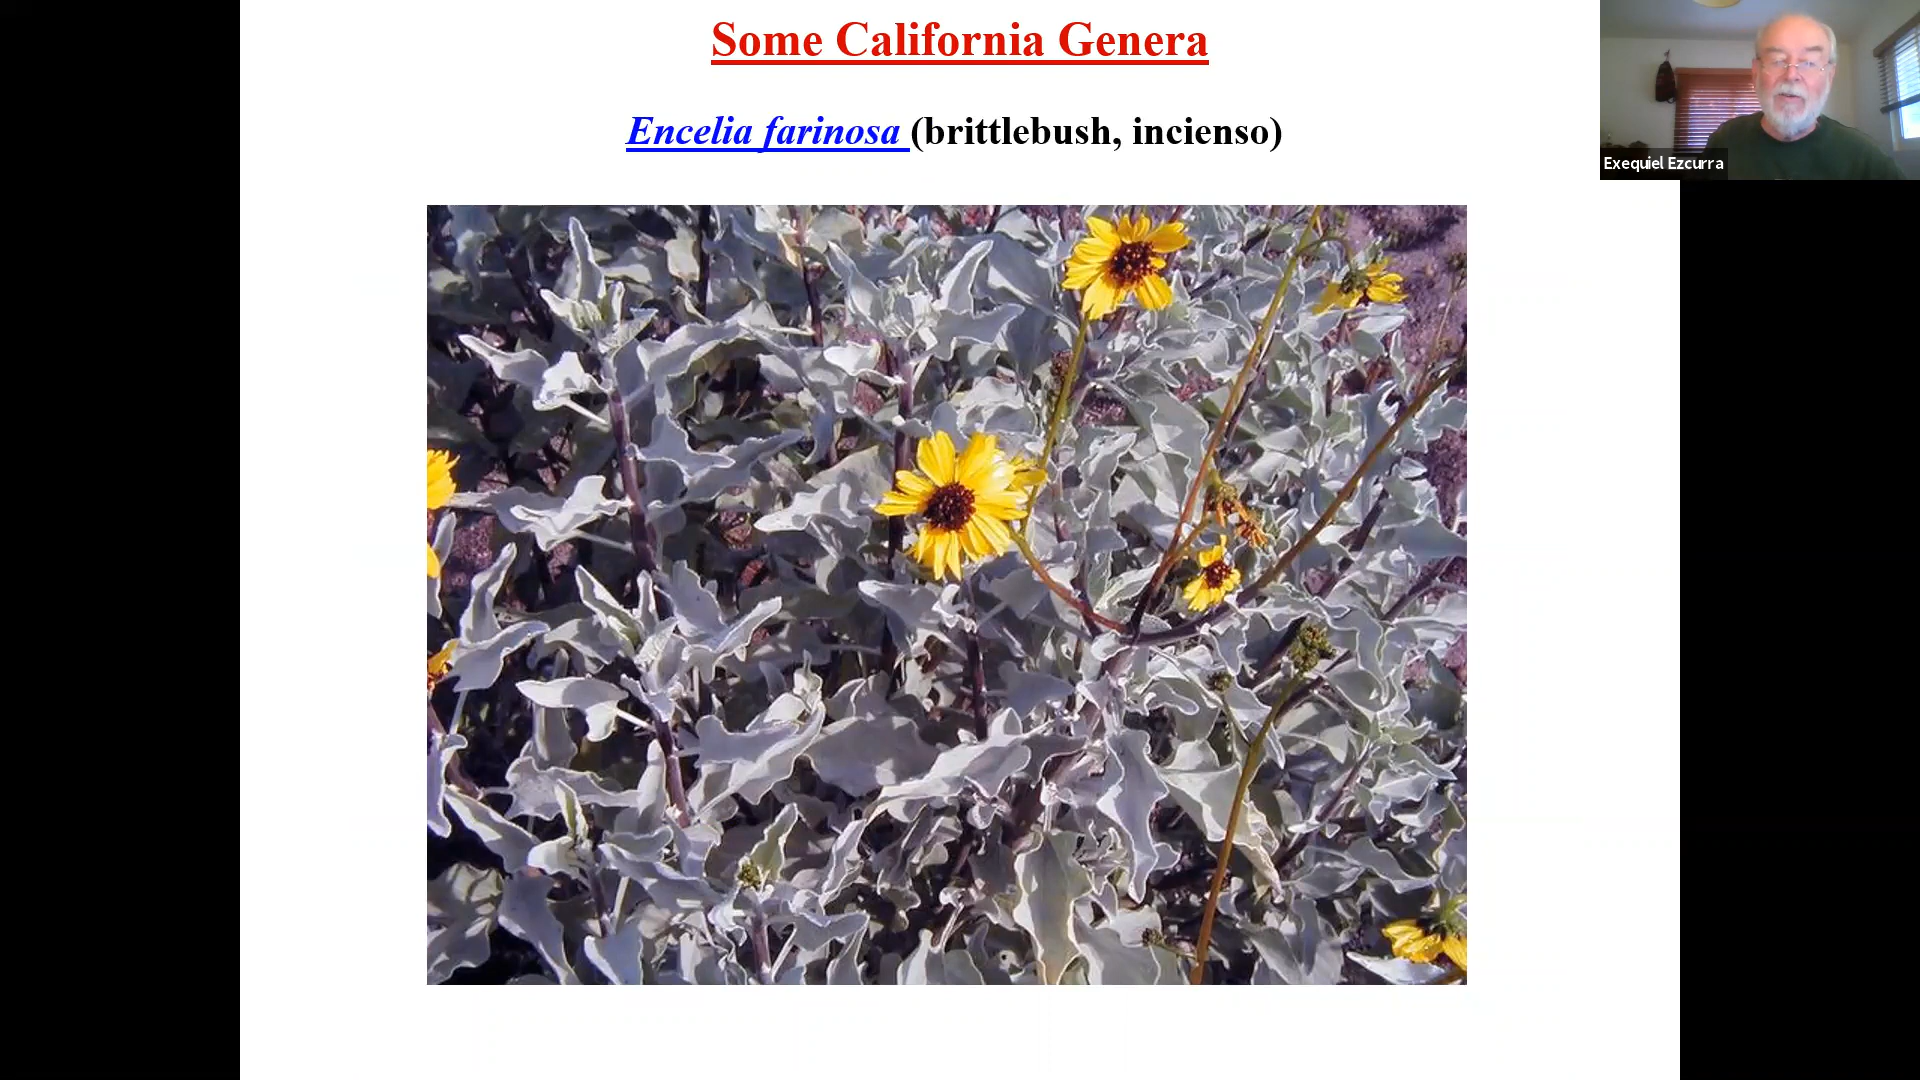 Some California Genera
Encelia farinosa (brittlebush, incienso)
Exequiel Ezcurra